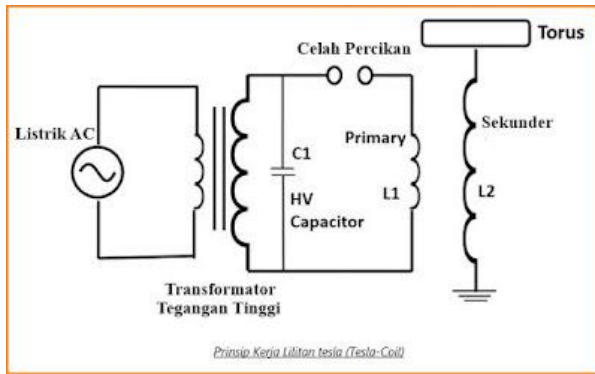 Torus
Celah Percikan
Listrik AC
Sekunder
Primary
C1
L1
L2
HV
Capacitor
Transformator
Tegangan Tinggi
Prinsip Kerja Lilitan tesla (Tesla-Coil)